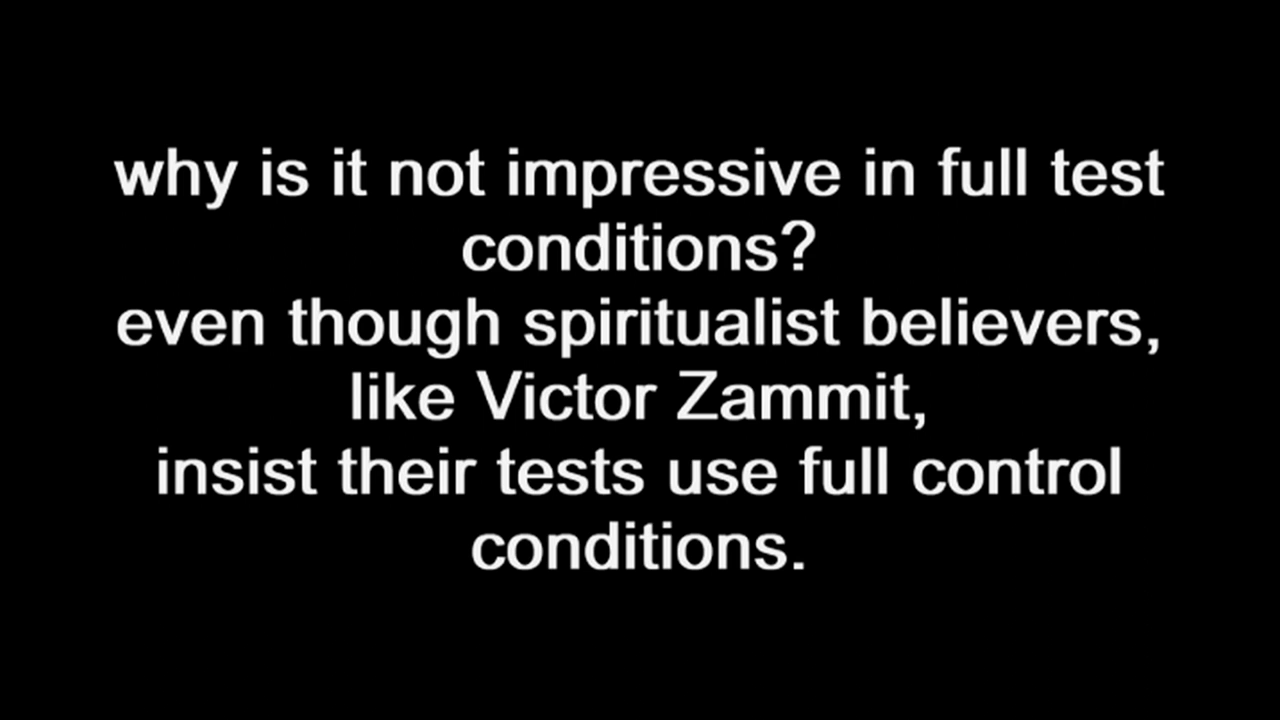 why is it not impressive in full test
conditions?
even though spiritualist believers,
like Victor Zammit,
insist their tests use full control
conditions.